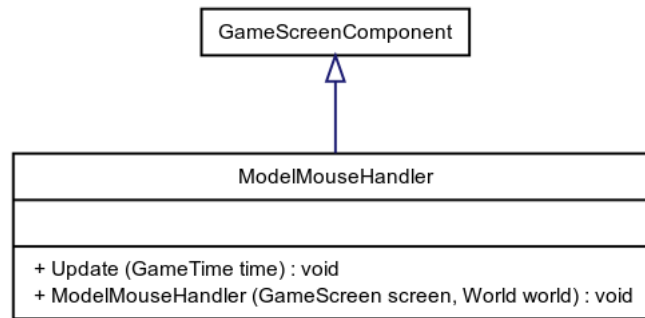 GameScreenComponent
ModelMouseHandler
+ Update (GameTime time) : void
+ ModelMouseHandler (GameScreen screen, World world) : void